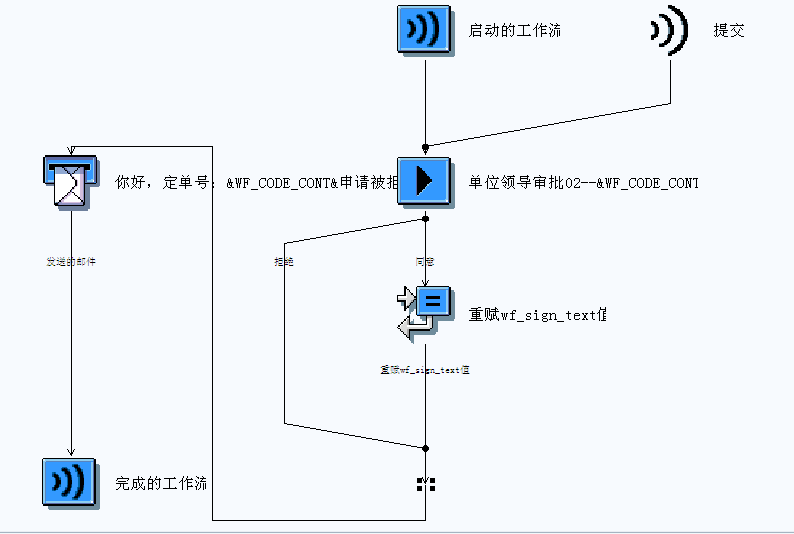 启动的工作流
提交
你好，定单号：&WF_CODE_CONT&申请被拒
单位领导审批02--&WF_CODE_CONT
发送的邮件
拒绝
同意
重赋wf_sign_text值
重赋wf_sign_text值
完成的工作流